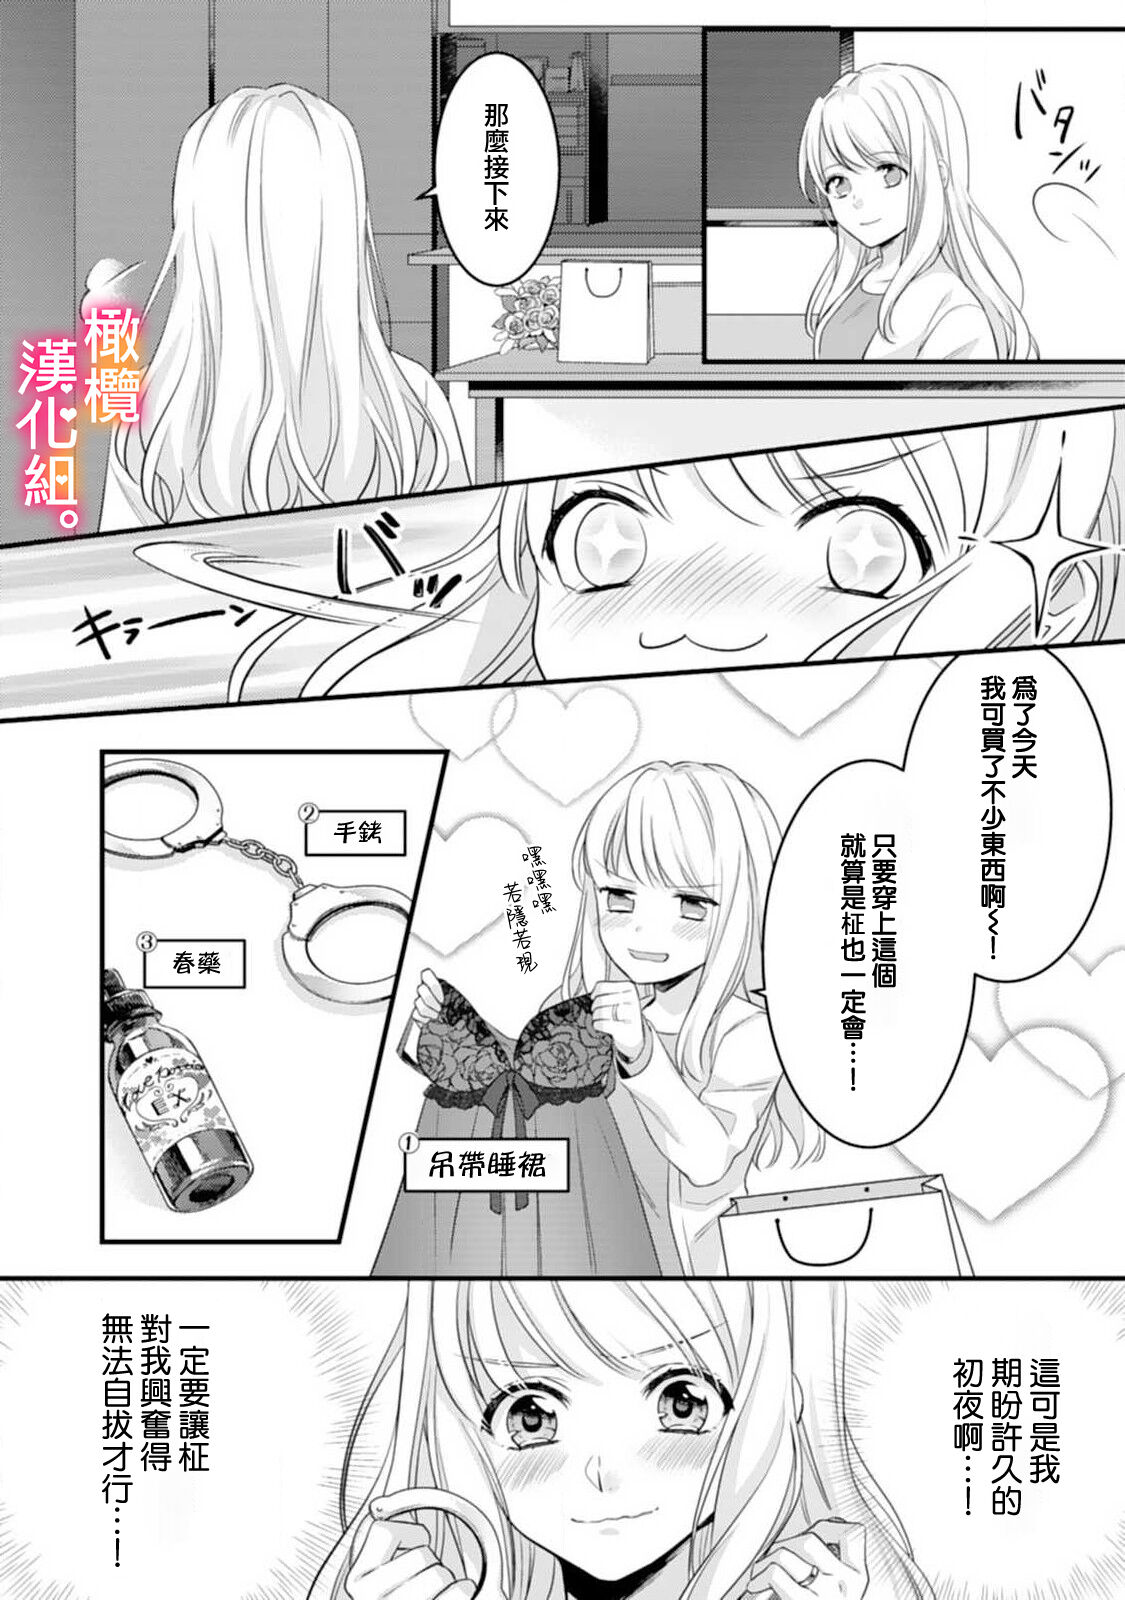 バタン
那麼接下來
橄欖
漢化組。
ギギ
キラーン
為了今天
我可買了不少東西啊~!
只要穿上這個
就算是柾也一定會…!
嘿嘿嘿
若隱若現
①
吊帶睡裙
②
手銬
③
春藥
EX
這可是我
期盼許久的
初夜啊…!
一定要讓柾
對我興奮得
無法自拔才行…!